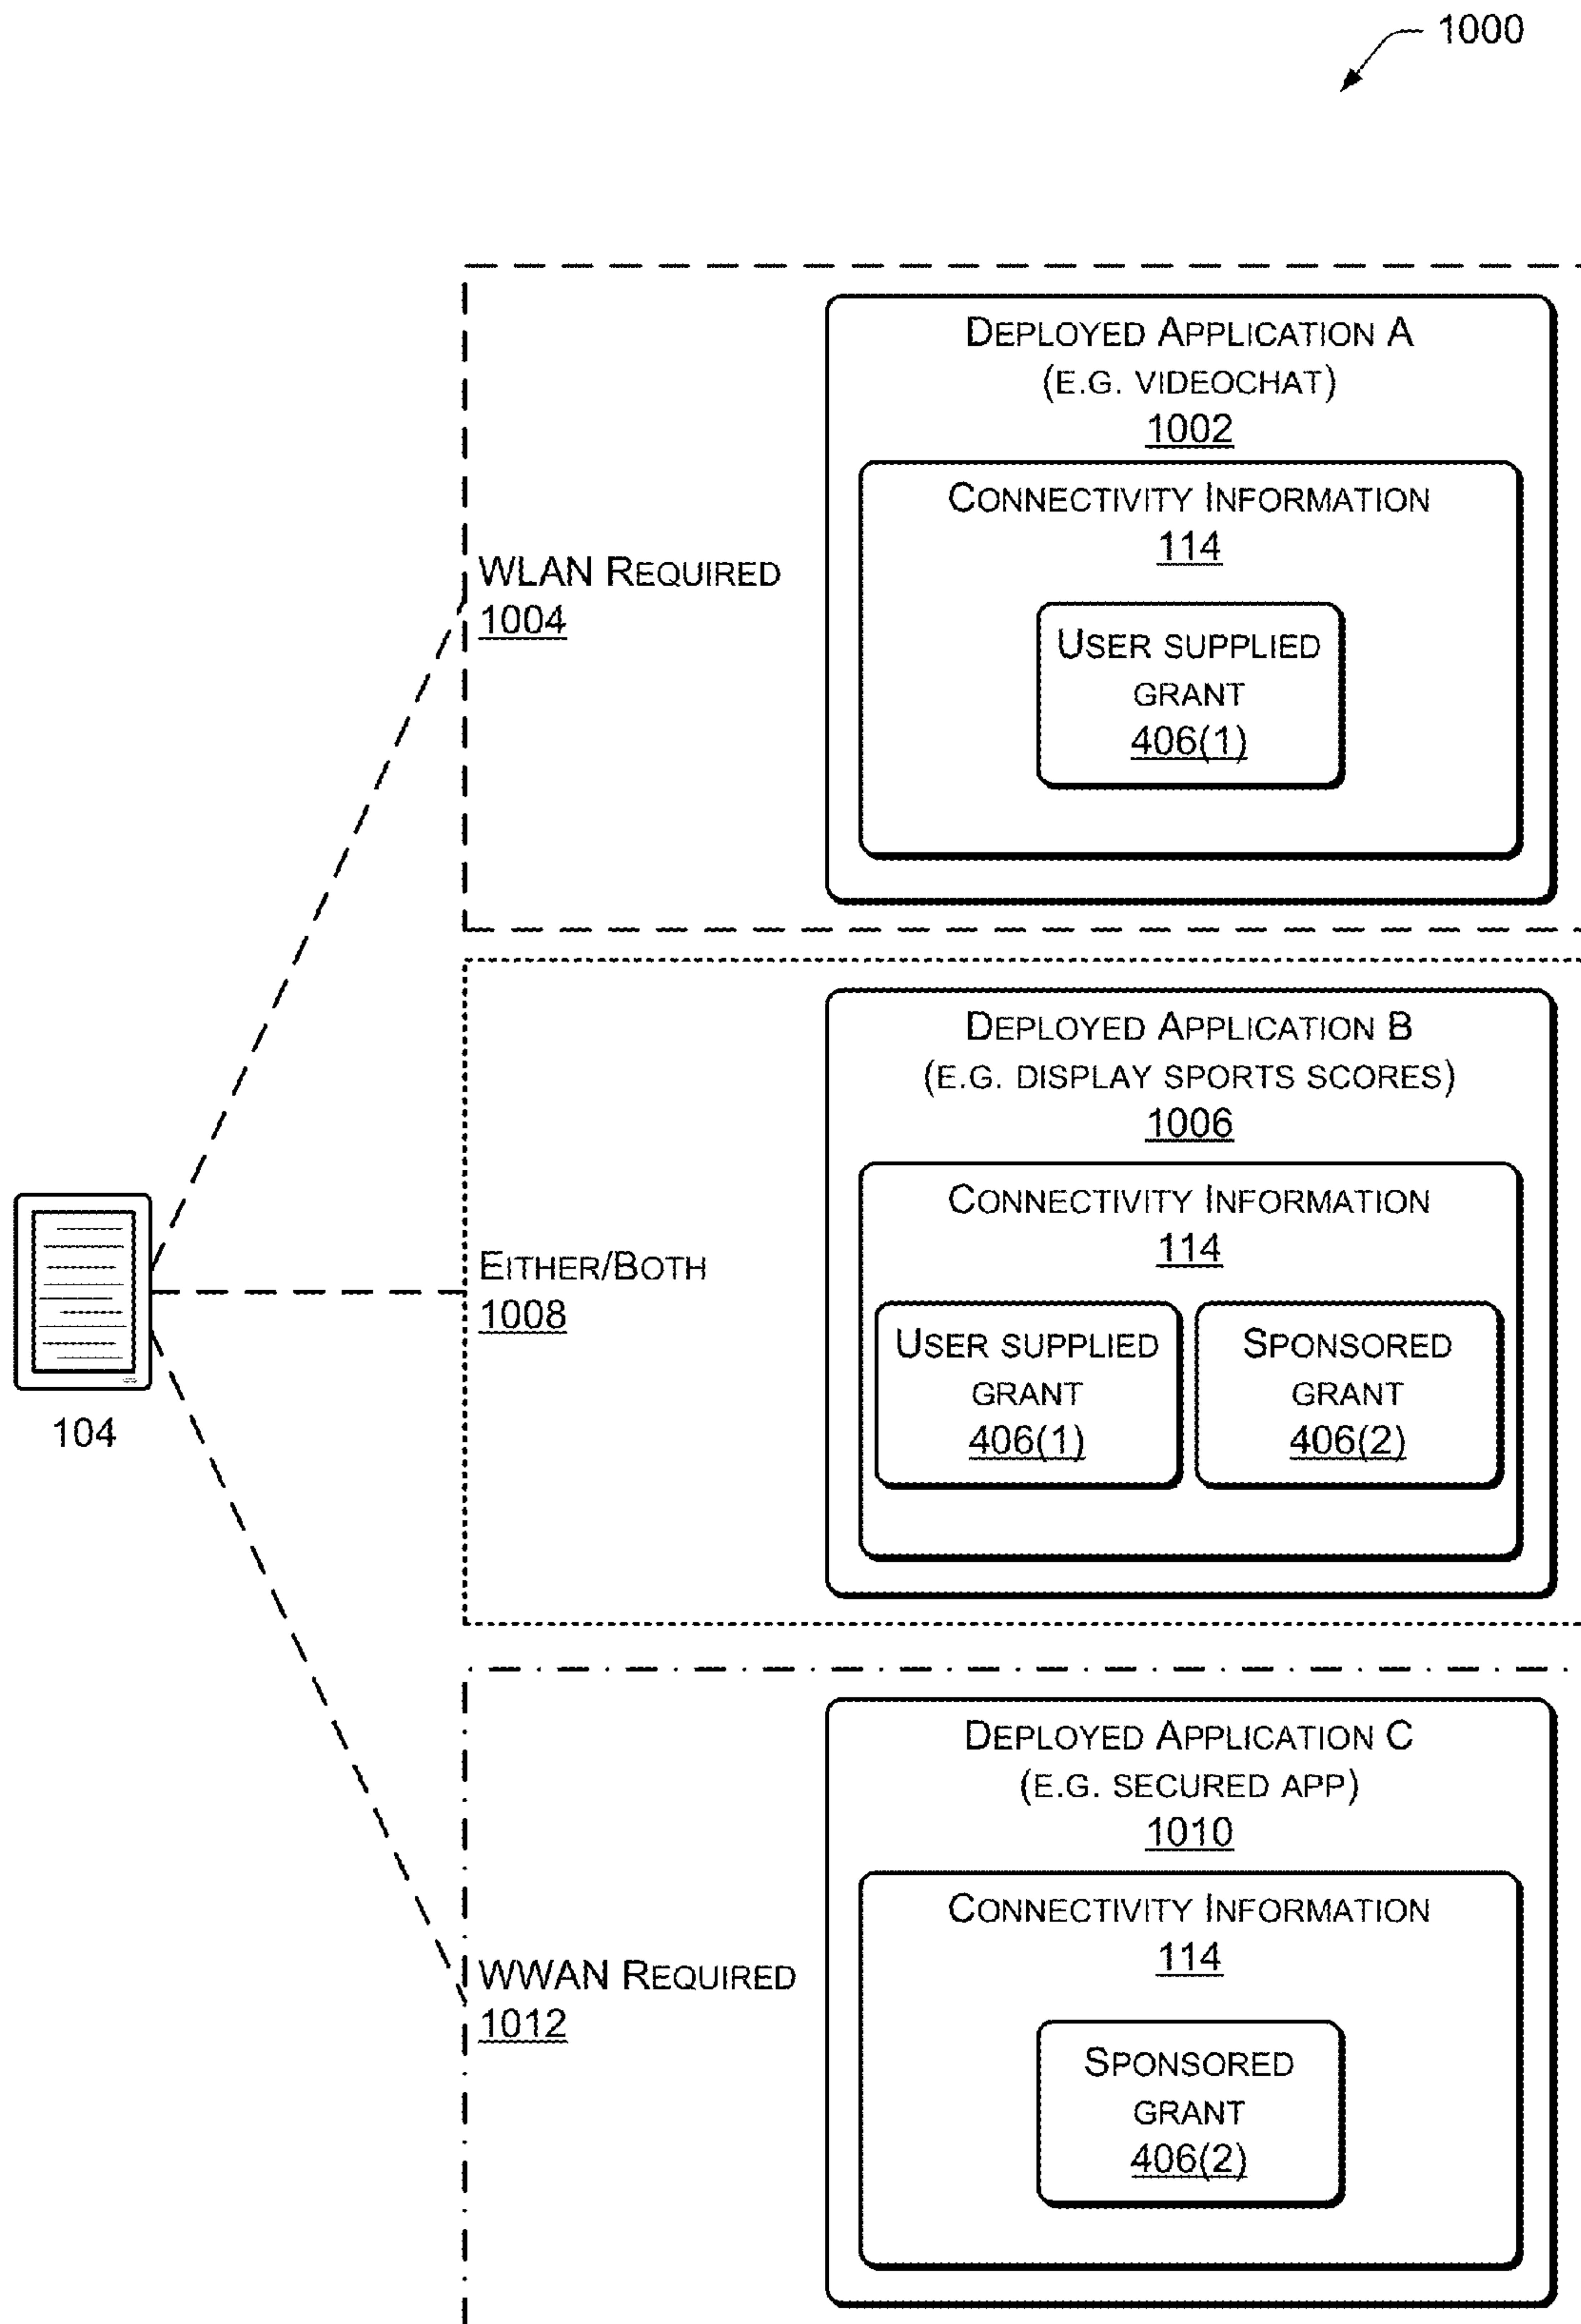 1000
DEPLOYED APPLICATION A
(E.G. VIDEOCHAT)
1002
CONNECTIVITY INFORMATION
114
WLAN REQUIRED
1004
USER SUPPLIED
GRANT
406(1)
DEPLOYED APPLICATION B
(E.G. DISPLAY SPORTS SCORES)
1006
CONNECTIVITY INFORMATION
114
EITHER/BOTH
1008
USER SUPPLIED
GRANT
406(1)
SPONSORED
GRANT
406(2)
104
DEPLOYED APPLICATION C
(E.G. SECURED APP)
1010
CONNECTIVITY INFORMATION
114
WWAN REQUIRED
1012
SPONSORED
GRANT
406(2)